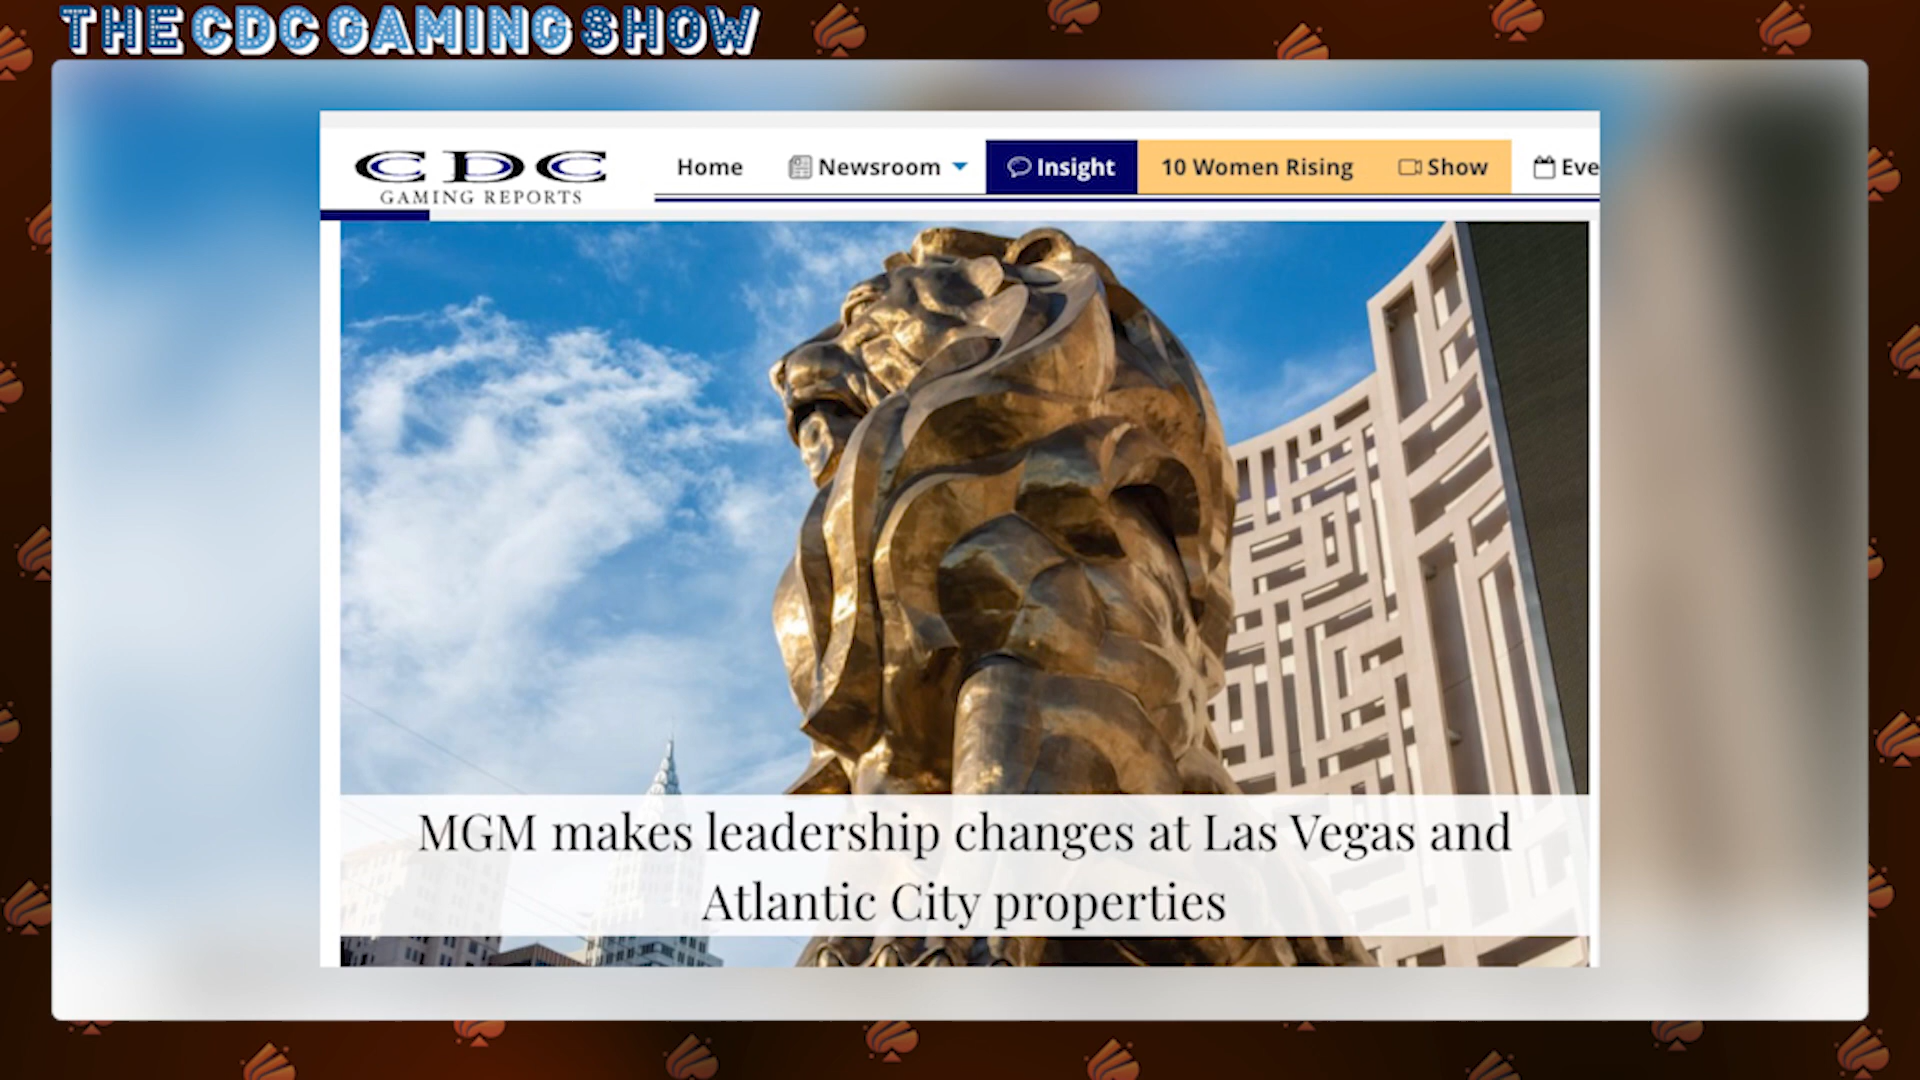 THE CDC GAMING SHOW
CDC
GAMING REPORTS
Home
Newsroom
Insight
10 Women Rising
Show
Eve
MGM makes leadership changes at Las Vegas and
Atlantic City properties